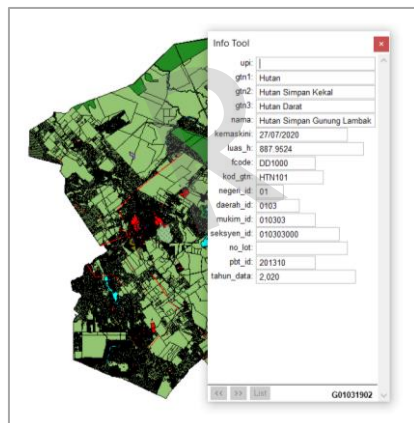 Info Tool
upi:
gtn1: Hutan
gtn2: Hutan Simpan Kekal
gtn3: Hutan Darat
nama: Hutan Simpan Gunung Lambak
kemaskini: 27/07/2020
luas_h: 887.9524
fcode: DD1000
kod_gtn: HTN101
negeri_id: 01
daerah_id: 0103
mukim_id: 010303
seksyen_id: 010303000
no_lot:
pbt_id: 201310
tahun_data: 2,020
<< >> List G01031902
R